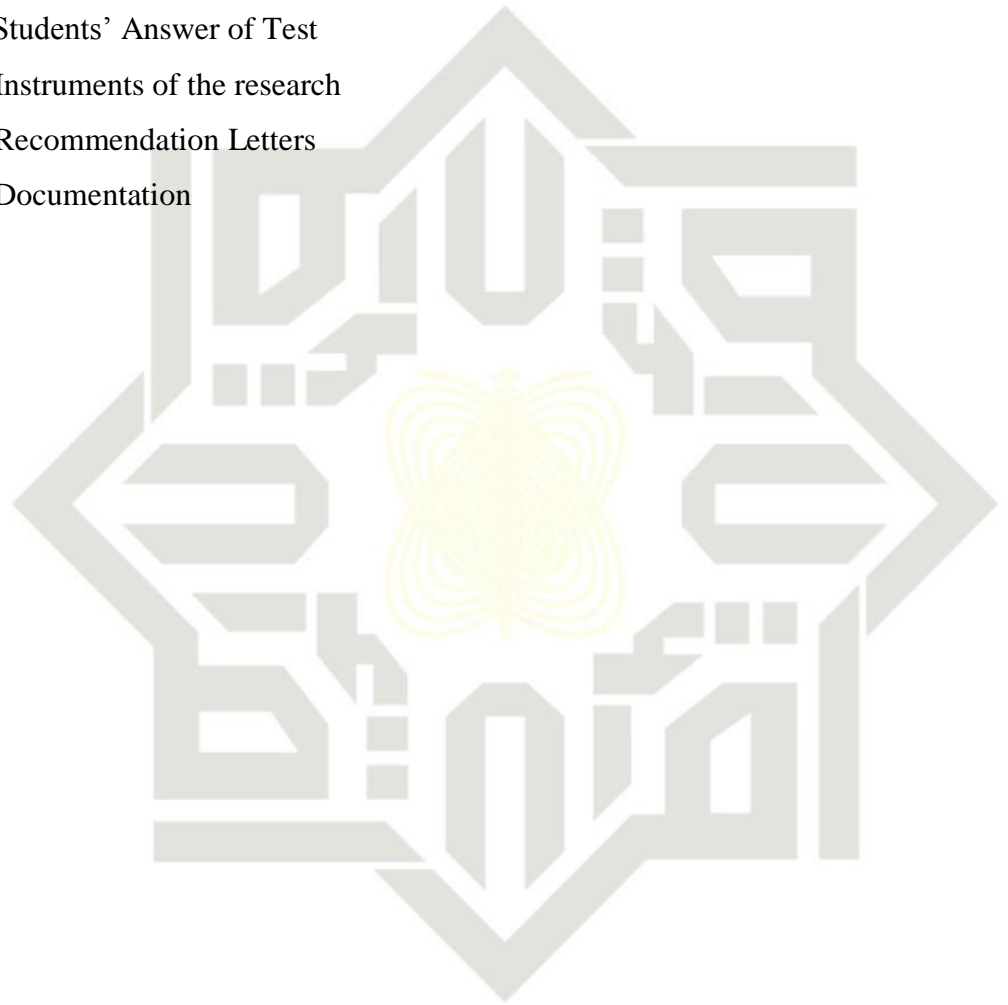 Students’ Answer of Test
Instruments of the research
Recommendation Letters
Documentation